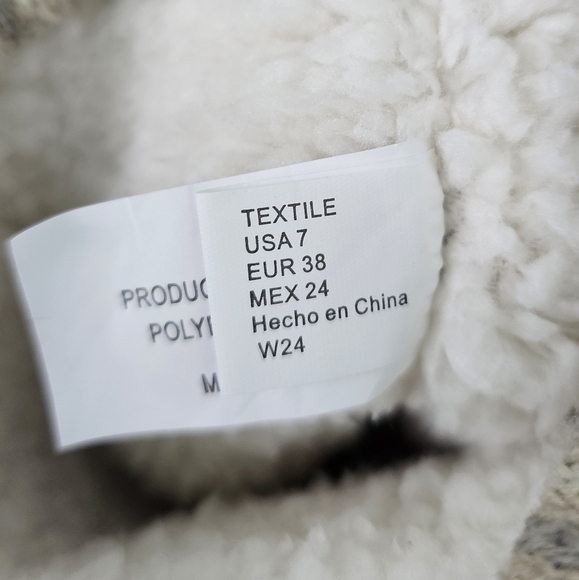 TEXTILE
USA 7
EUR 38
MEX 24
Hecho en China
W24